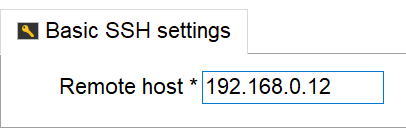 Basic SSH settings
Remote host * 192.168.0.12